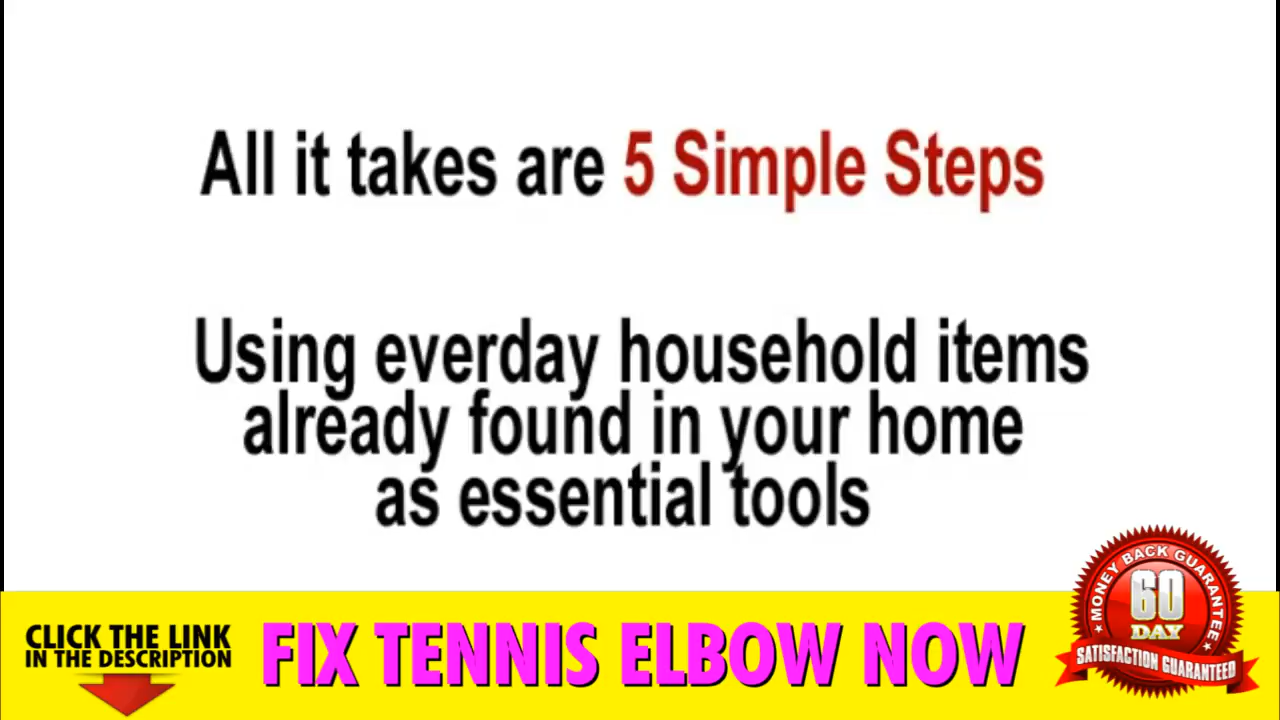 All it takes are 5 Simple Steps
Using everday household items
already found in your home
as essential tools
CLICK THE LINK
IN THE DESCRIPTION
FIX TENNIS ELBOW NOW
MONEY BACK GUARANTEE
60
DAY
SATISFACTION GUARANTEED